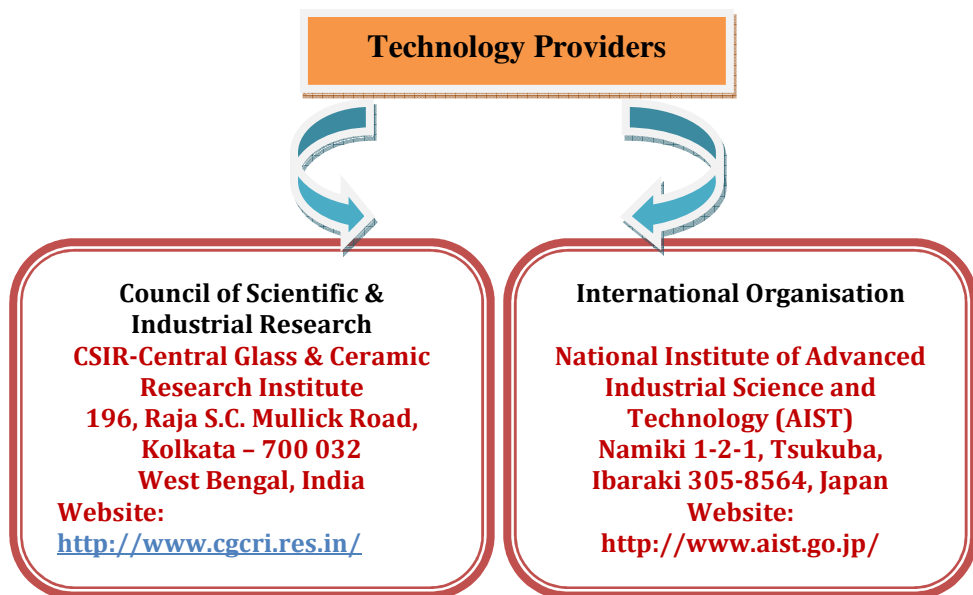 Technology Providers
Council of Scientific &
Industrial Research
CSIR-Central Glass & Ceramic
Research Institute
196, Raja S.C. Mullick Road,
Kolkata – 700 032
West Bengal, India
Website:
http://www.cgcri.res.in/
International Organisation
National Institute of Advanced
Industrial Science and
Technology (AIST)
Namiki 1-2-1, Tsukuba,
Ibaraki 305-8564, Japan
Website:
http://www.aist.go.jp/